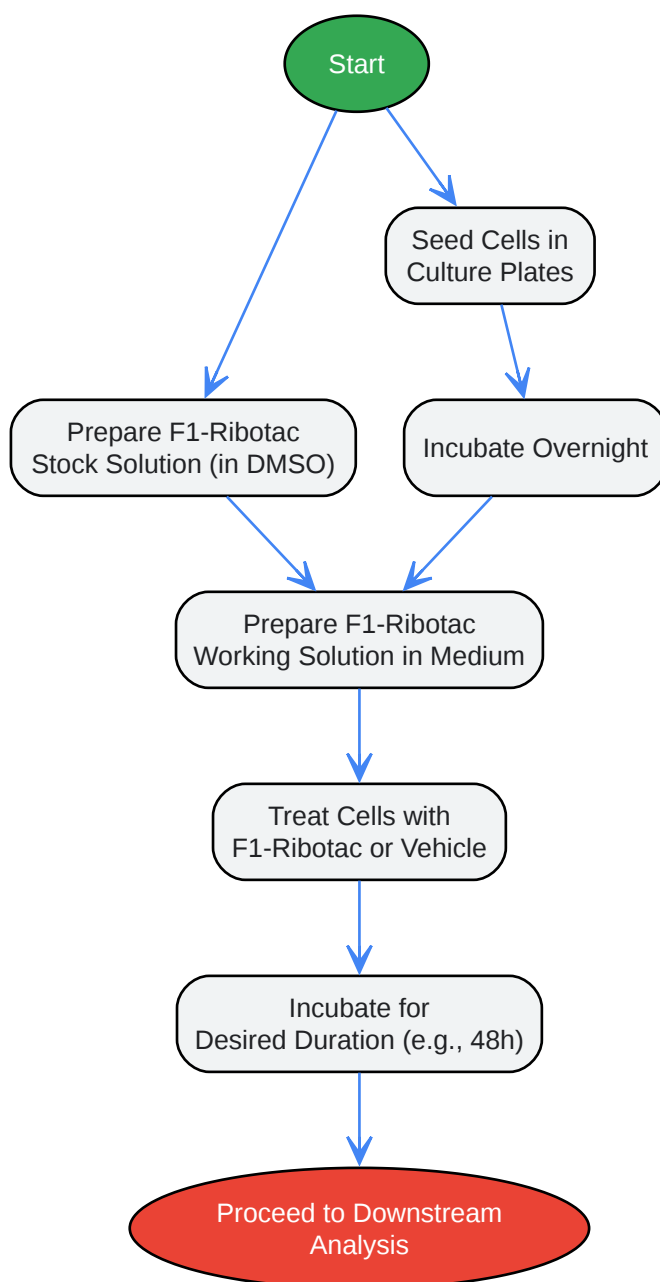 Start
Seed Cells in
Culture Plates
Prepare F1-Ribotac
Stock Solution (in DMSO)
Incubate Overnight
Prepare F1-Ribotac
Working Solution in Medium
Treat Cells with
F1-Ribotac or Vehicle
Incubate for
Desired Duration (e.g., 48h)
Proceed to Downstream
Analysis